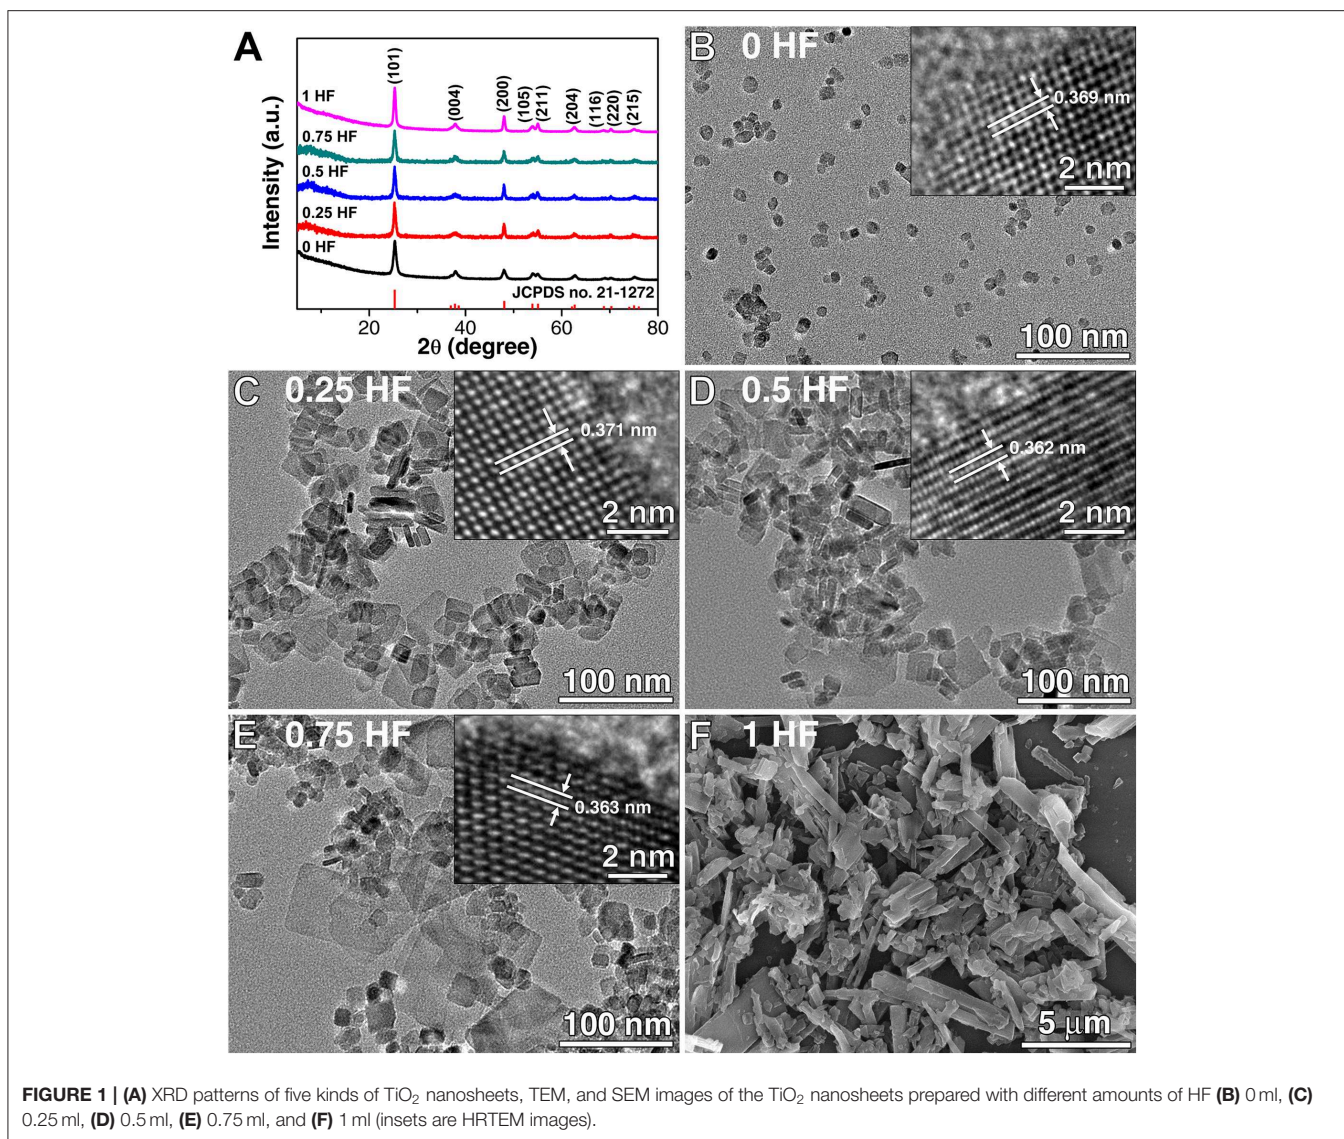 A
(101)
(004)
(200)
(105)
(211)
(204)
(116)
(220)
(215)
1 HF
0.75 HF
0.5 HF
0.25 HF
0 HF
JCPDS no. 21-1272
Intensity (a.u.)
20 40 60 80
2θ (degree)
B 0 HF
0.369 nm
2 nm
100 nm
C 0.25 HF
0.371 nm
2 nm
100 nm
D 0.5 HF
0.362 nm
2 nm
100 nm
E 0.75 HF
0.363 nm
2 nm
100 nm
F 1 HF
5 μm
FIGURE 1 | (A) XRD patterns of five kinds of TiO₂ nanosheets, TEM, and SEM images of the TiO₂ nanosheets prepared with different amounts of HF (B) 0 ml, (C)
0.25 ml, (D) 0.5 ml, (E) 0.75 ml, and (F) 1 ml (insets are HRTEM images).